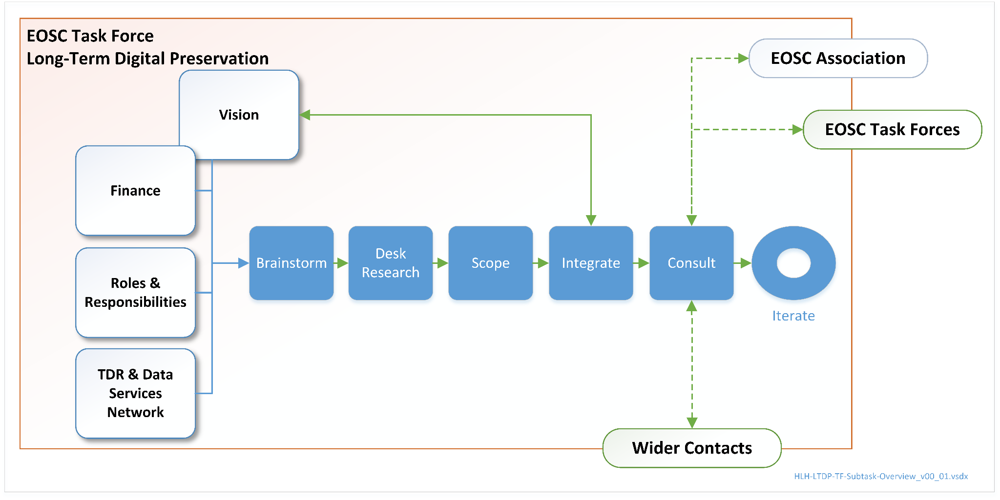 EOSC Task Force
Long-Term Digital Preservation
EOSC Association
Vision
EOSC Task Forces
Finance
Brainstorm
Desk
Research
Scope
Integrate
Consult
Iterate
Roles &
Responsibilities
TDR & Data
Services
Network
Wider Contacts
HLH-LTDP-TF-Subtask-Overview_v00_01.vsdx